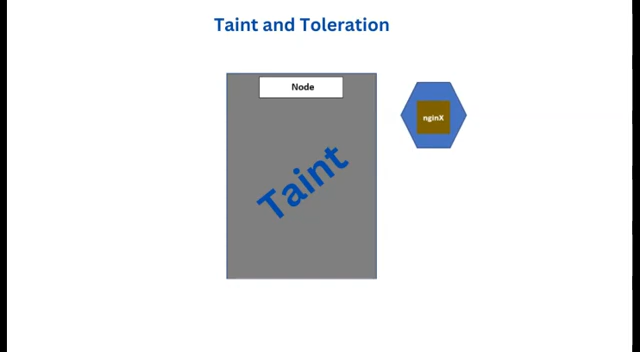 Taint and Toleration
Node
nginX
Taint